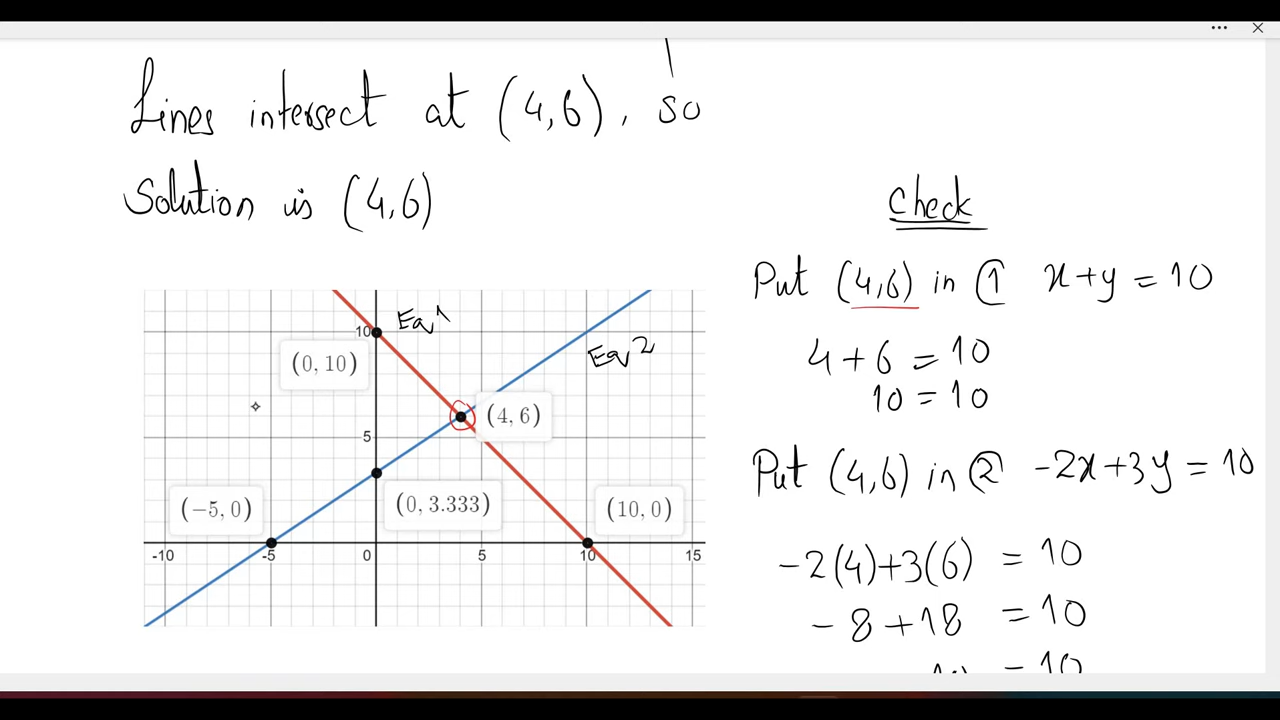 Lines intersect at (4,6), so
Solution is (4,6)
Check
Put (4,6) in ① x+y = 10
4+6 = 10
10 = 10
Put (4,6) in ② -2x+3y = 10
-2(4)+3(6) = 10
-8+18 = 10
= 10
Eq 1
Eq 2
10
(0, 10)
(4, 6)
5
(-5, 0)
(0, 3.333)
(10, 0)
-10
-5
0
5
10
15